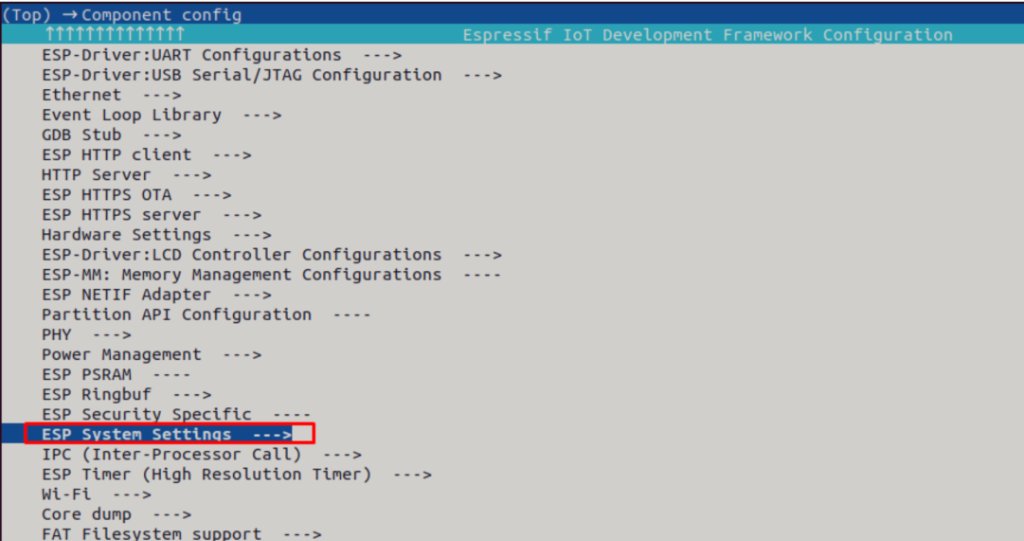 (Top) →Component config
↑↑↑↑↑↑↑↑↑↑↑↑↑↑ Espressif IoT Development Framework Configuration
ESP-Driver:UART Configurations --->
ESP-Driver:USB Serial/JTAG Configuration --->
Ethernet --->
Event Loop Library --->
GDB Stub --->
ESP HTTP client --->
HTTP Server --->
ESP HTTPS OTA --->
ESP HTTPS server --->
Hardware Settings --->
ESP-Driver:LCD Controller Configurations --->
ESP-MM: Memory Management Configurations ----
ESP NETIF Adapter --->
Partition API Configuration ----
PHY --->
Power Management --->
ESP PSRAM ----
ESP Ringbuf --->
ESP Security Specific ----
ESP System Settings --->
IPC (Inter-Processor Call) --->
ESP Timer (High Resolution Timer) --->
Wi-Fi --->
Core dump --->
FAT Filesystem support --->